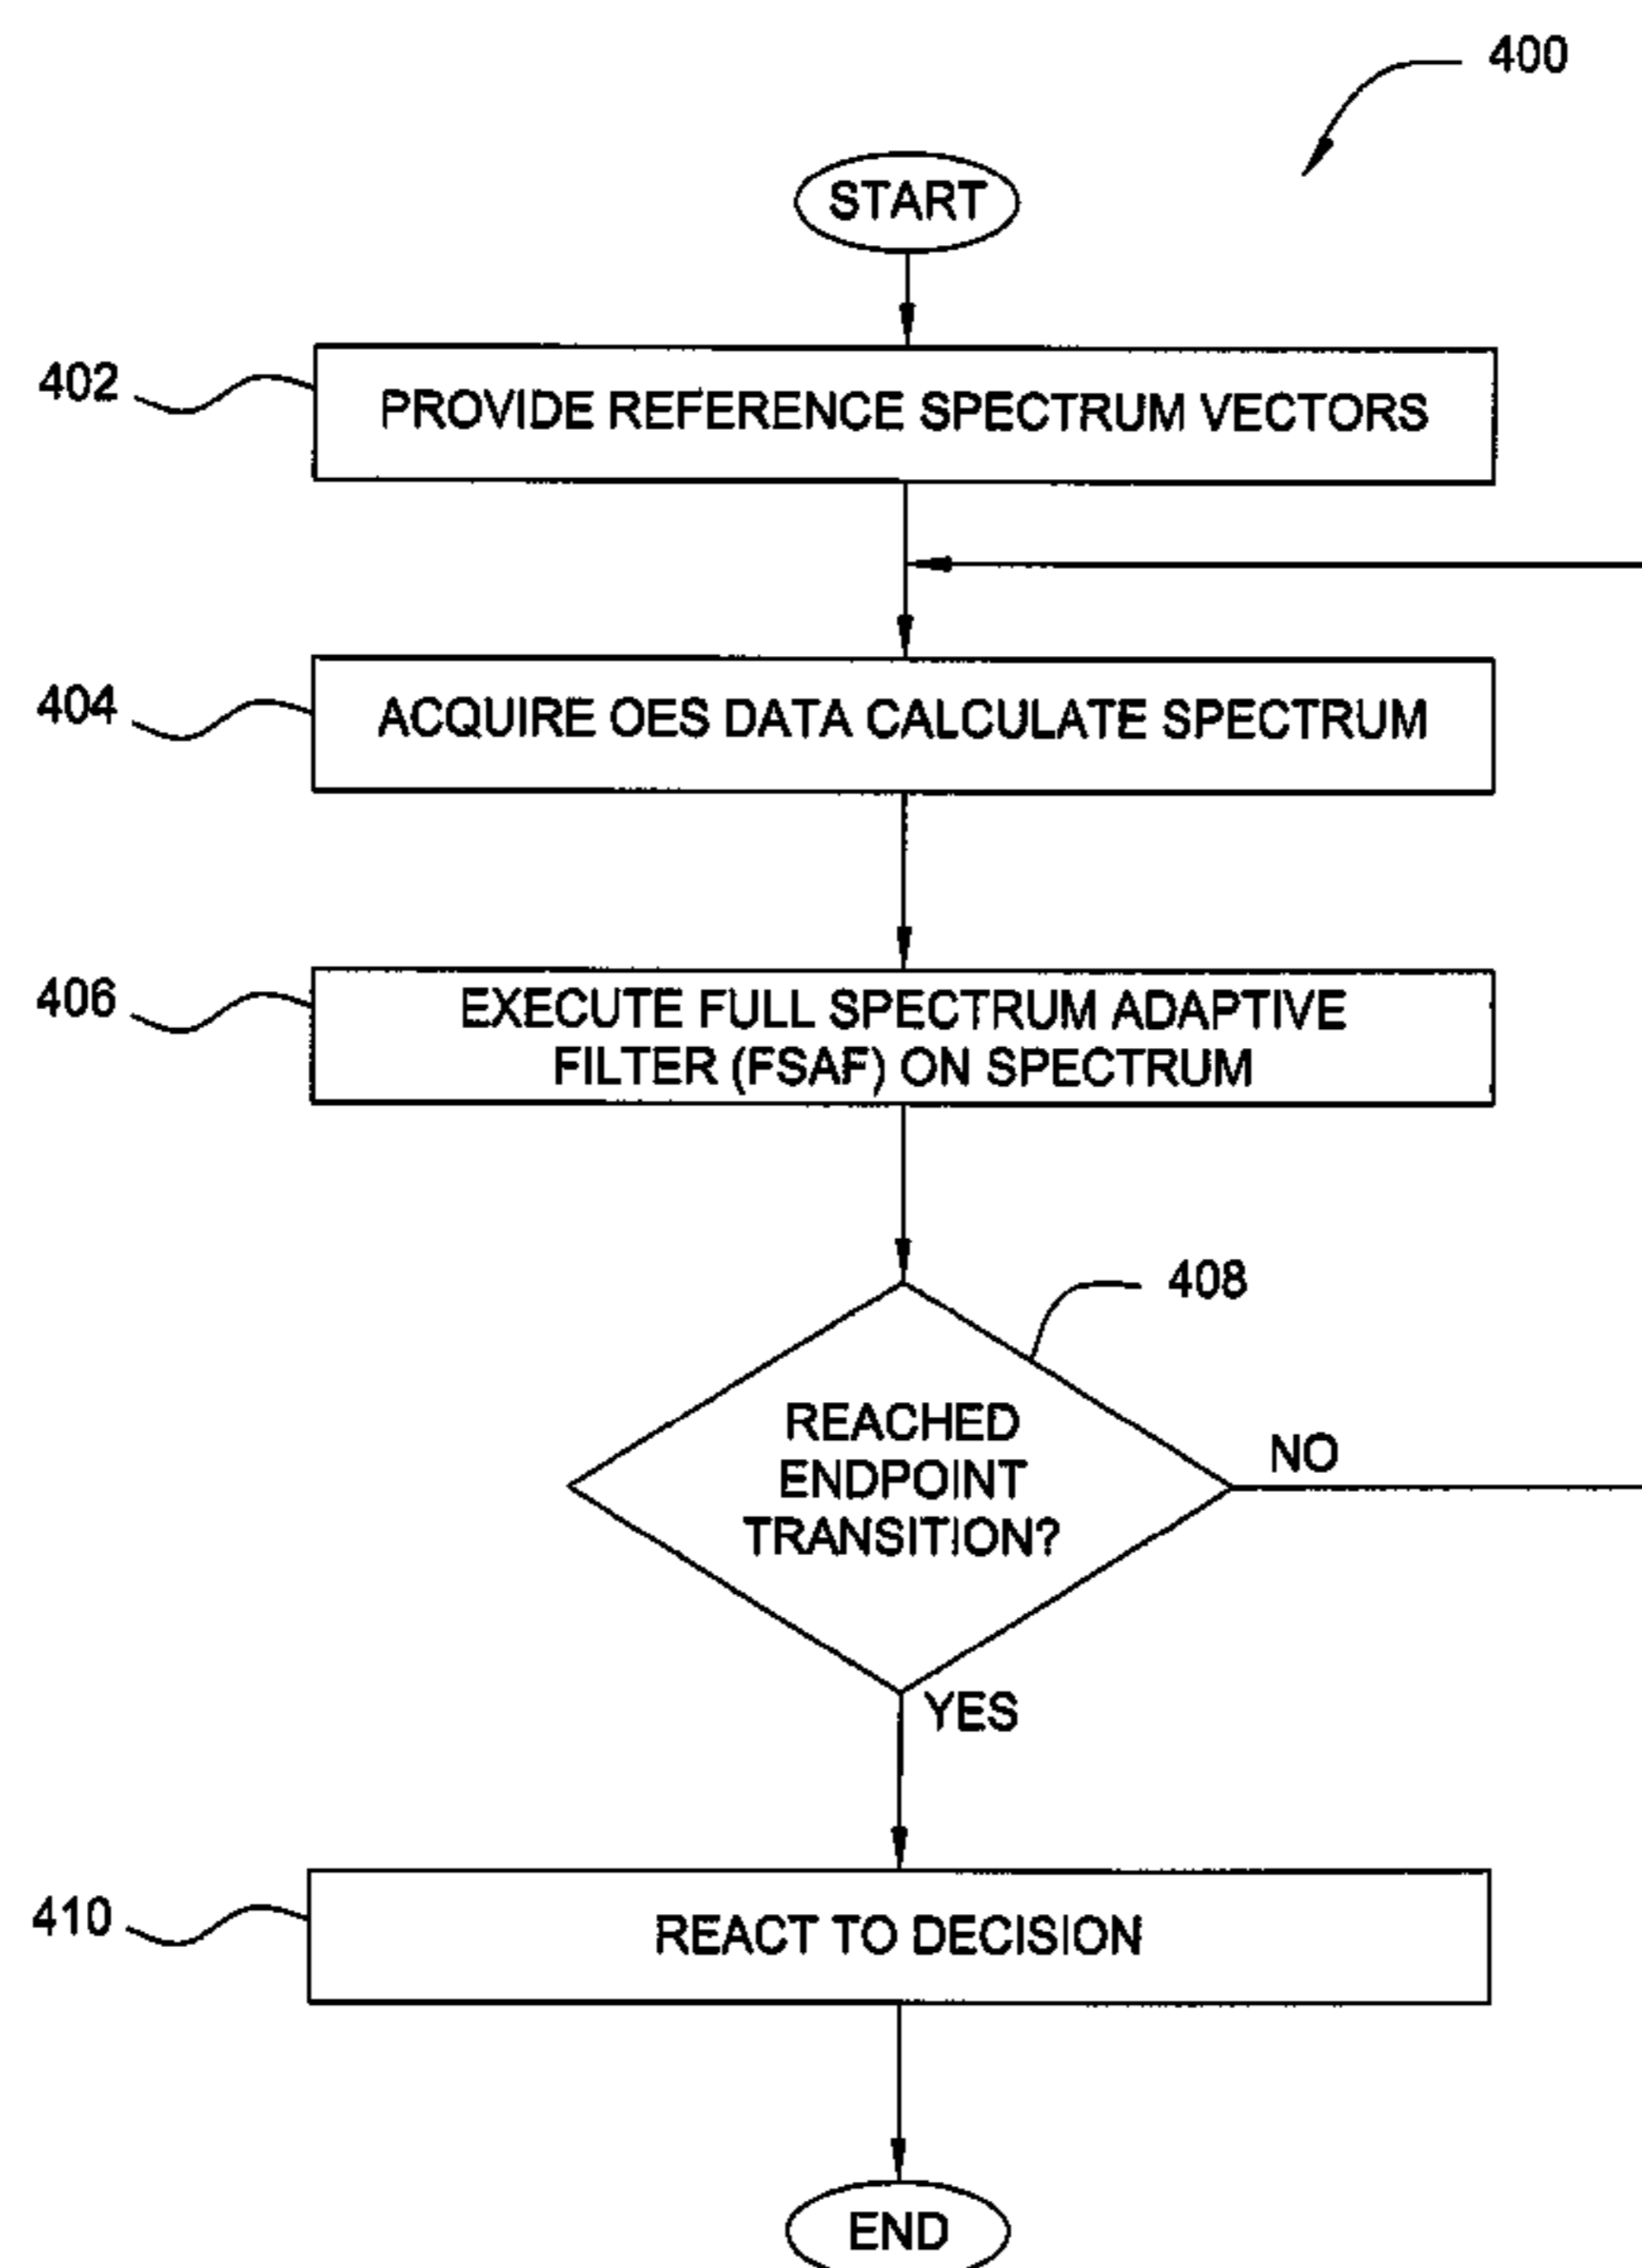 400
START
402
PROVIDE REFERENCE SPECTRUM VECTORS
404
ACQUIRE OES DATA CALCULATE SPECTRUM
406
EXECUTE FULL SPECTRUM ADAPTIVE
FILTER (FSAF) ON SPECTRUM
408
REACHED
ENDPOINT
TRANSITION?
NO
YES
410
REACT TO DECISION
END